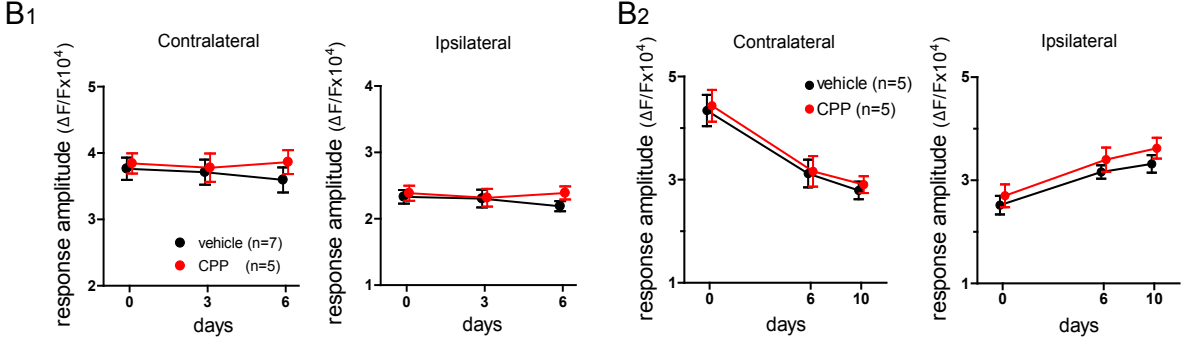 B1
Contralateral
response amplitude (ΔF/Fx10⁴)
5
4
3
2
vehicle (n=7)
CPP (n=5)
0 3 6
days
Ipsilateral
response amplitude (ΔF/Fx10⁴)
4
3
2
1
0 3 6
days
B2
Contralateral
response amplitude (ΔF/Fx10⁴)
5
3
1
vehicle (n=5)
CPP (n=5)
0 6 10
days
Ipsilateral
response amplitude (ΔF/Fx10⁴)
5
3
1
0 6 10
days